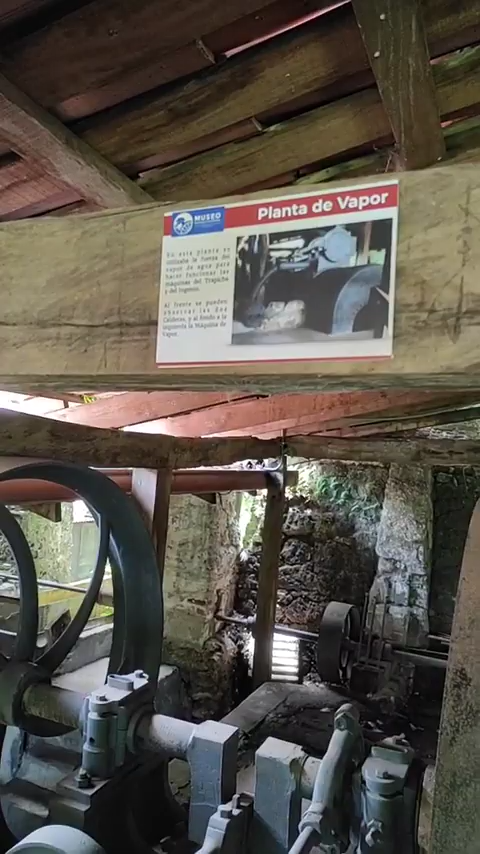 MUSEO
Planta de Vapor
En esta planta se
utilizaba la fuerza del
vapor de agua para
hacer funcionar las
máquinas del Trapiche
y del Ingenio.
Al frente se pueden
observar las dos
Calderas, y al fondo a la
izquierda la Máquina de
Vapor.